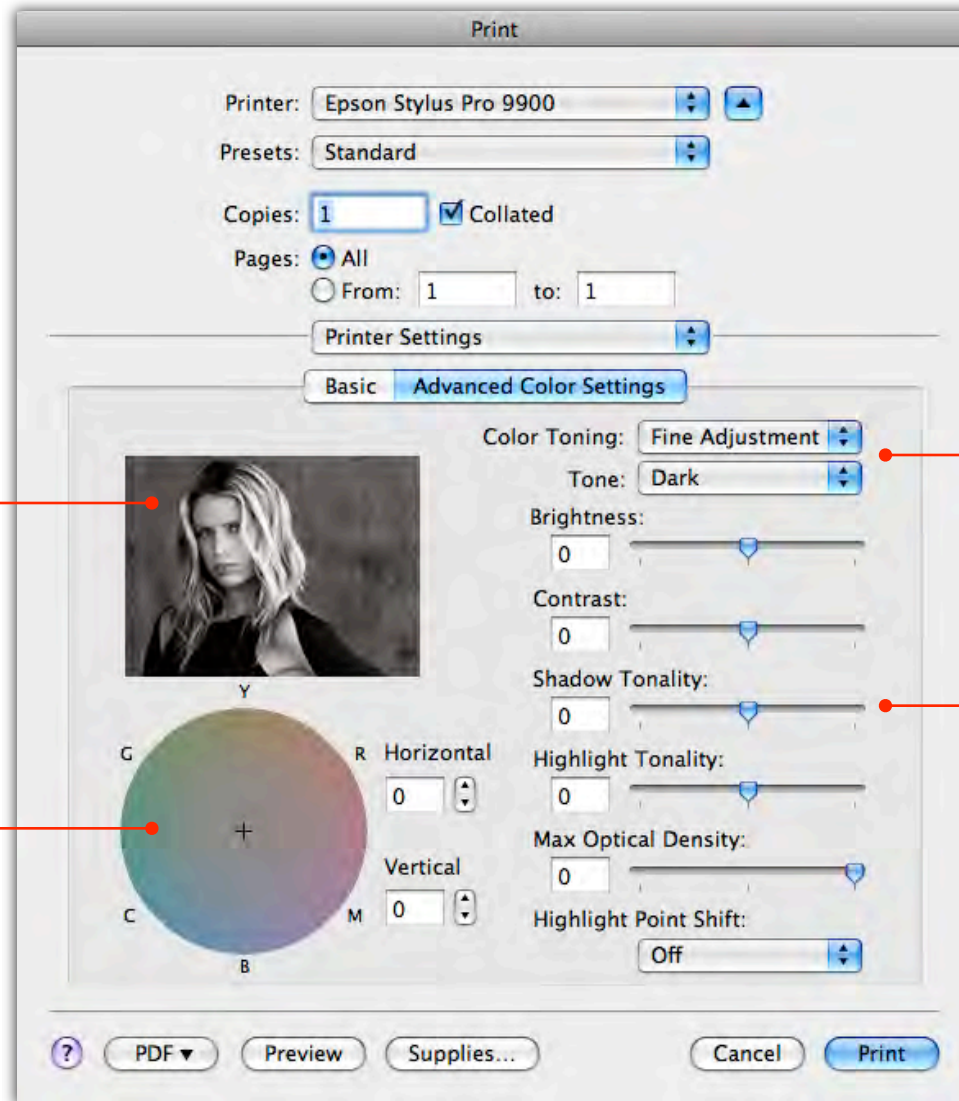 Print
Printer: Epson Stylus Pro 9900
Presets: Standard
Copies: 1 Collated
Pages: All
From: 1 to: 1
Printer Settings
Basic Advanced Color Settings
Color Toning: Fine Adjustment
Tone: Dark
Brightness:
0
Contrast:
0
Shadow Tonality:
0
Highlight Tonality:
0
Max Optical Density:
0
Highlight Point Shift:
Off
Y
G R
C M
B
Horizontal
0
Vertical
0
? PDF▼ Preview Supplies... Cancel Print